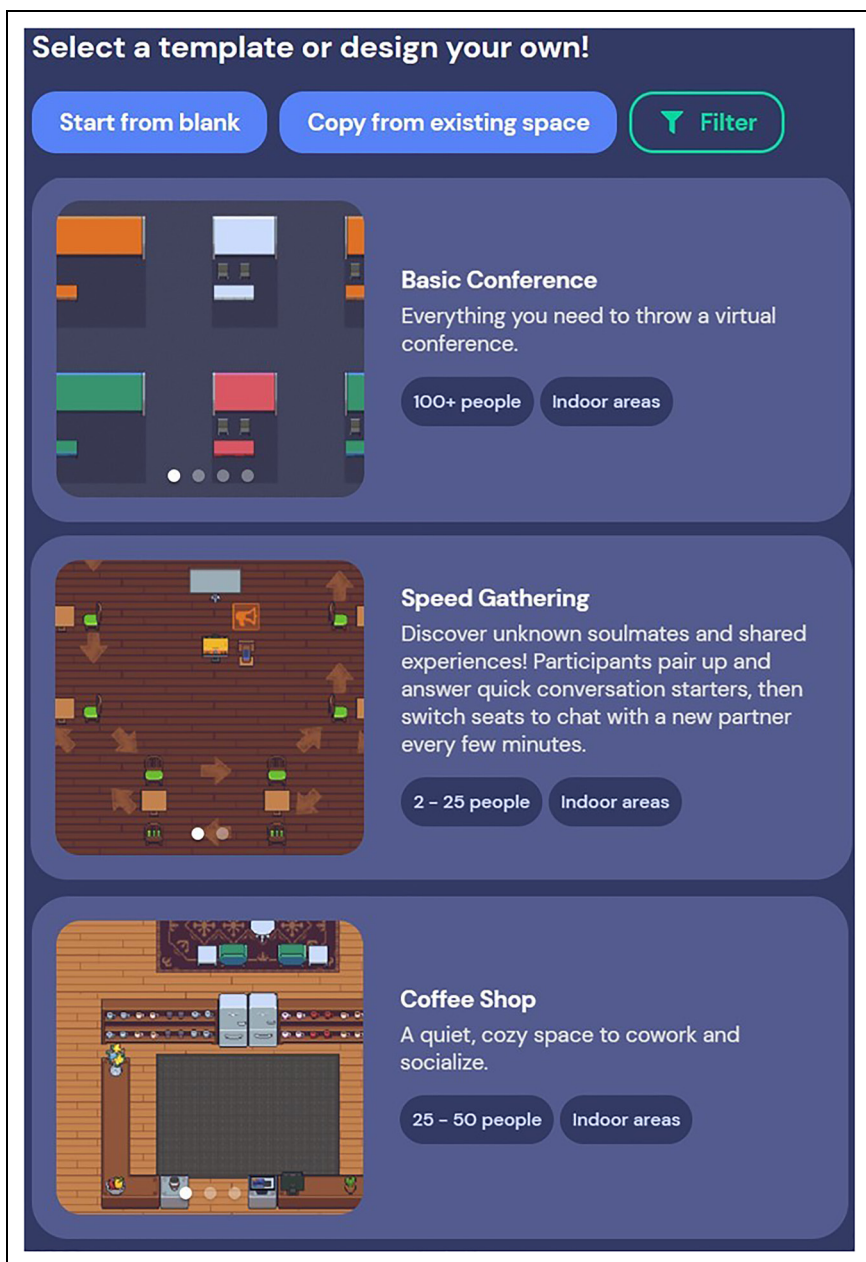 Select a template or design your own!
Start from blank
Copy from existing space
Filter
Basic Conference
Everything you need to throw a virtual
conference.
100+ people
Indoor areas
Speed Gathering
Discover unknown soulmates and shared
experiences! Participants pair up and
answer quick conversation starters, then
switch seats to chat with a new partner
every few minutes.
2 – 25 people
Indoor areas
Coffee Shop
A quiet, cozy space to cowork and
socialize.
25 – 50 people
Indoor areas